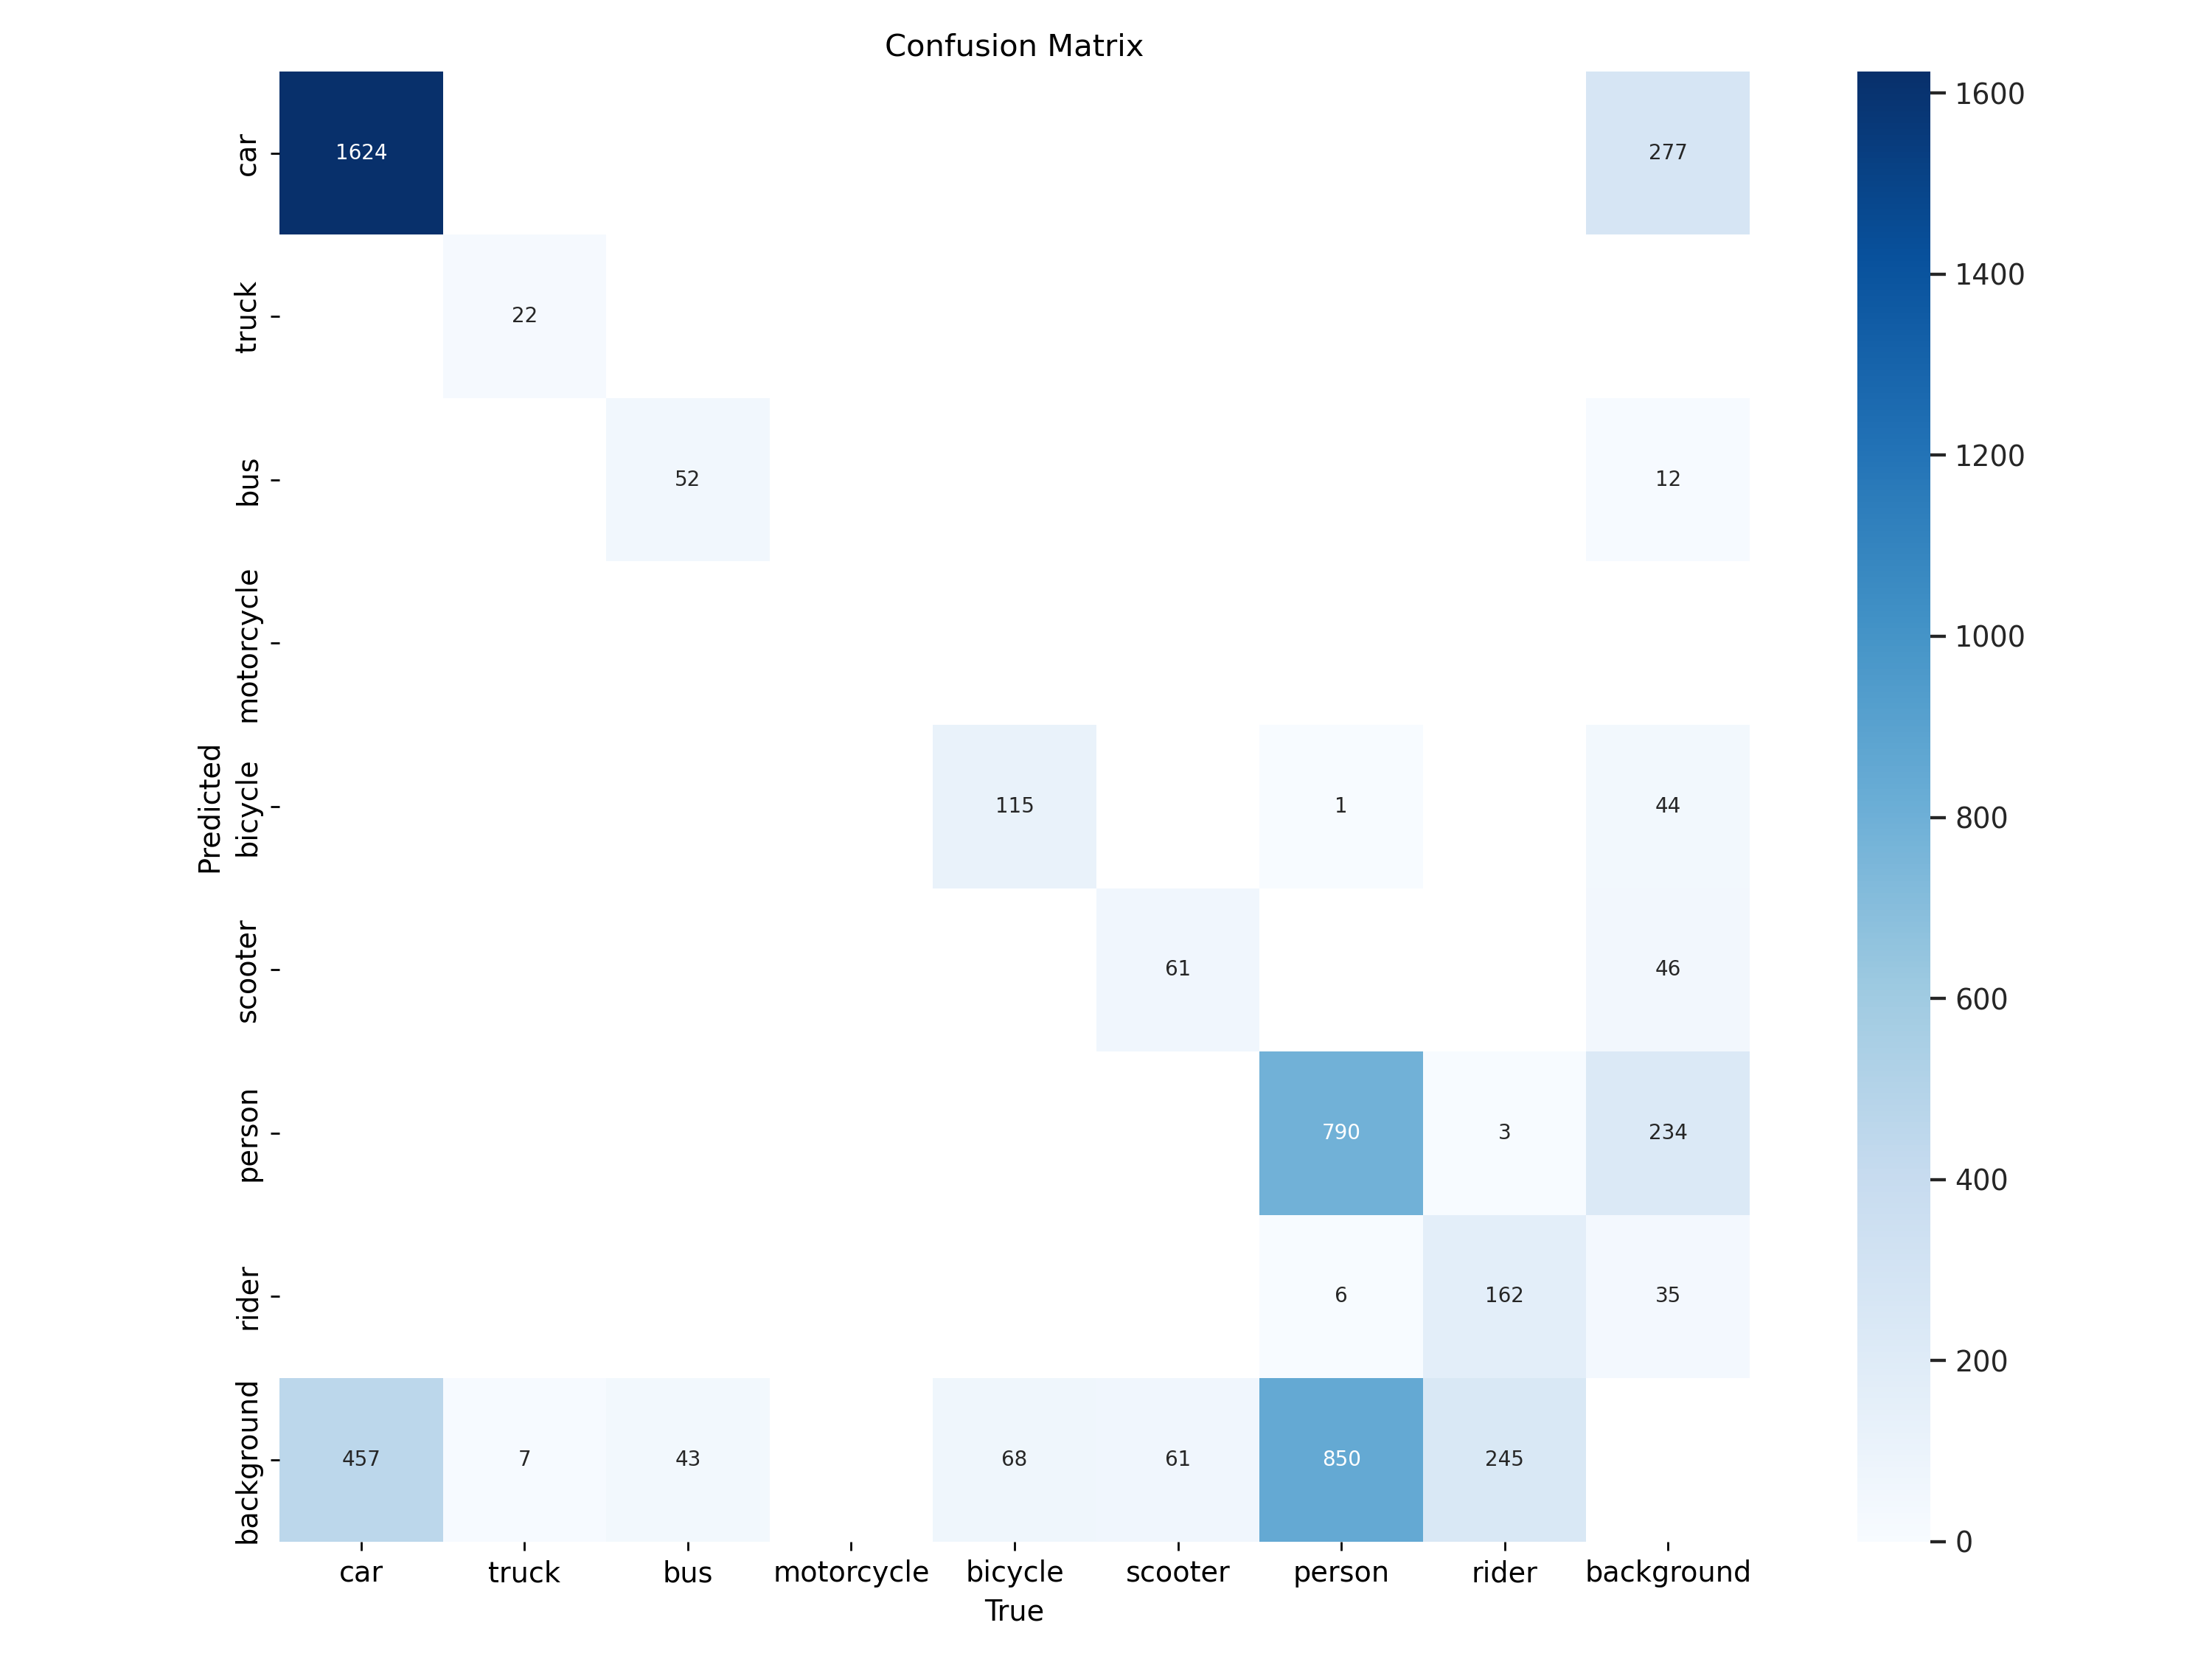 Confusion Matrix
car
1624
277
1600
1400
truck
22
1200
bus
52
12
1000
motorcycle
800
Predicted
bicycle
115
1
44
600
scooter
61
46
400
person
790
3
234
200
rider
6
162
35
0
background
457
7
43
68
61
850
245
car truck bus motorcycle bicycle scooter person rider background
True